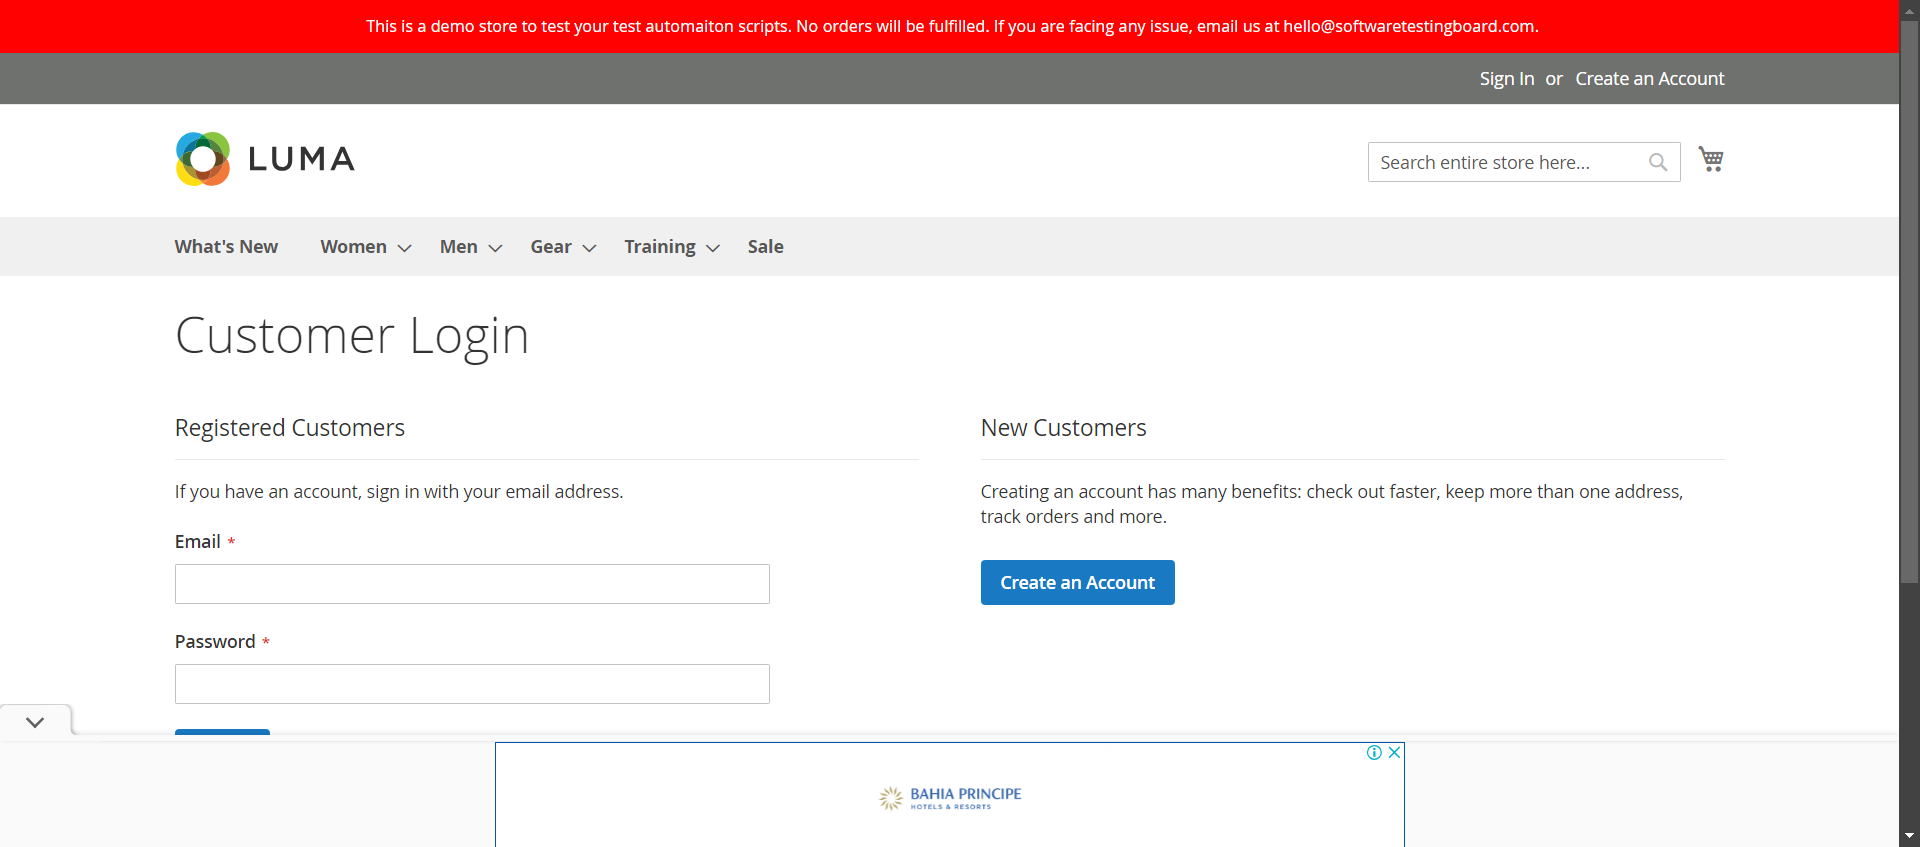 This is a demo store to test your test automaiton scripts. No orders will be fulfilled. If you are facing any issue, email us at hello@softwaretestingboard.com.
Sign In or Create an Account
LUMA
Search entire store here...
What's New Women Men Gear Training Sale
Customer Login
Registered Customers
If you have an account, sign in with your email address.
Email *
Password *
New Customers
Creating an account has many benefits: check out faster, keep more than one address,
track orders and more.
Create an Account
BAHIA PRINCIPE
HOTELS & RESORTS